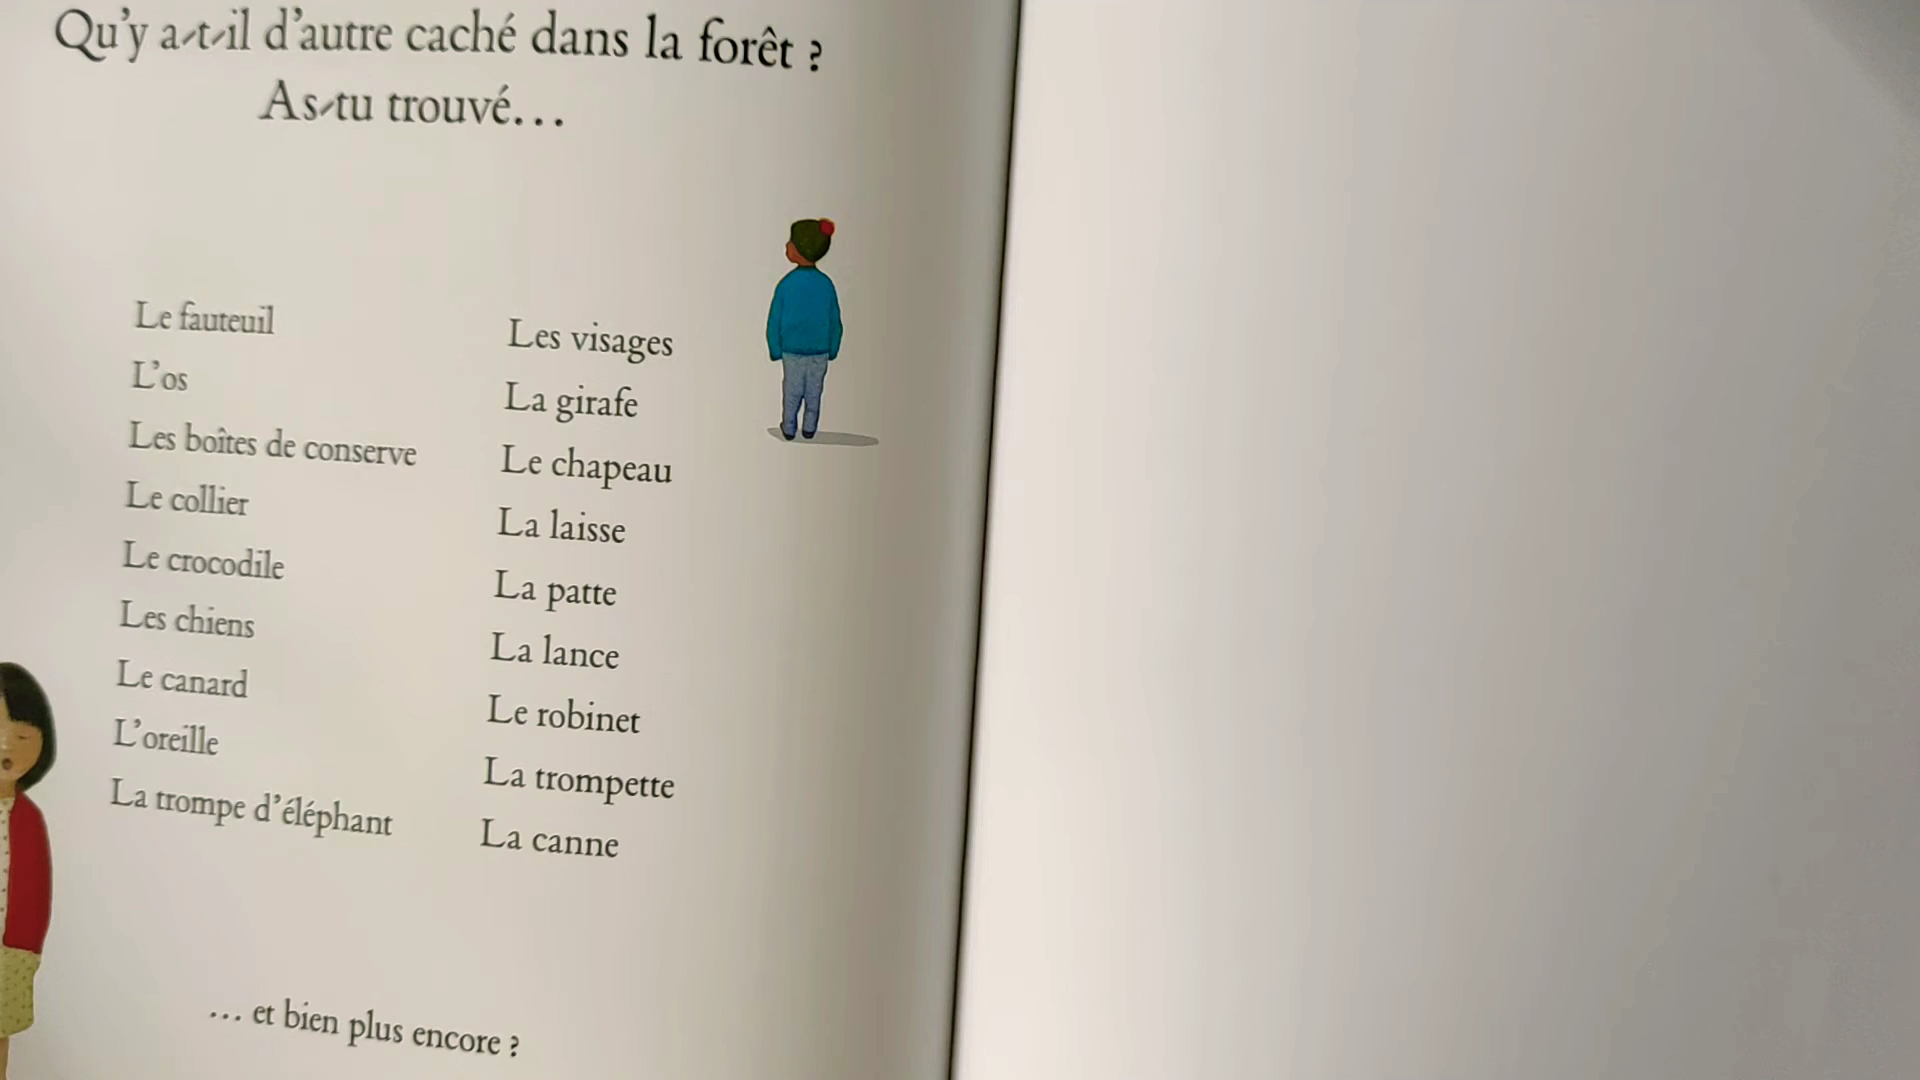 Qu'y a-t-il d'autre caché dans la forêt ?
As-tu trouvé...
Le fauteuil
L'os
Les boîtes de conserve
Le collier
Le crocodile
Les chiens
Le canard
L'oreille
La trompe d'éléphant
Les visages
La girafe
Le chapeau
La laisse
La patte
La lance
Le robinet
La trompette
La canne
... et bien plus encore ?